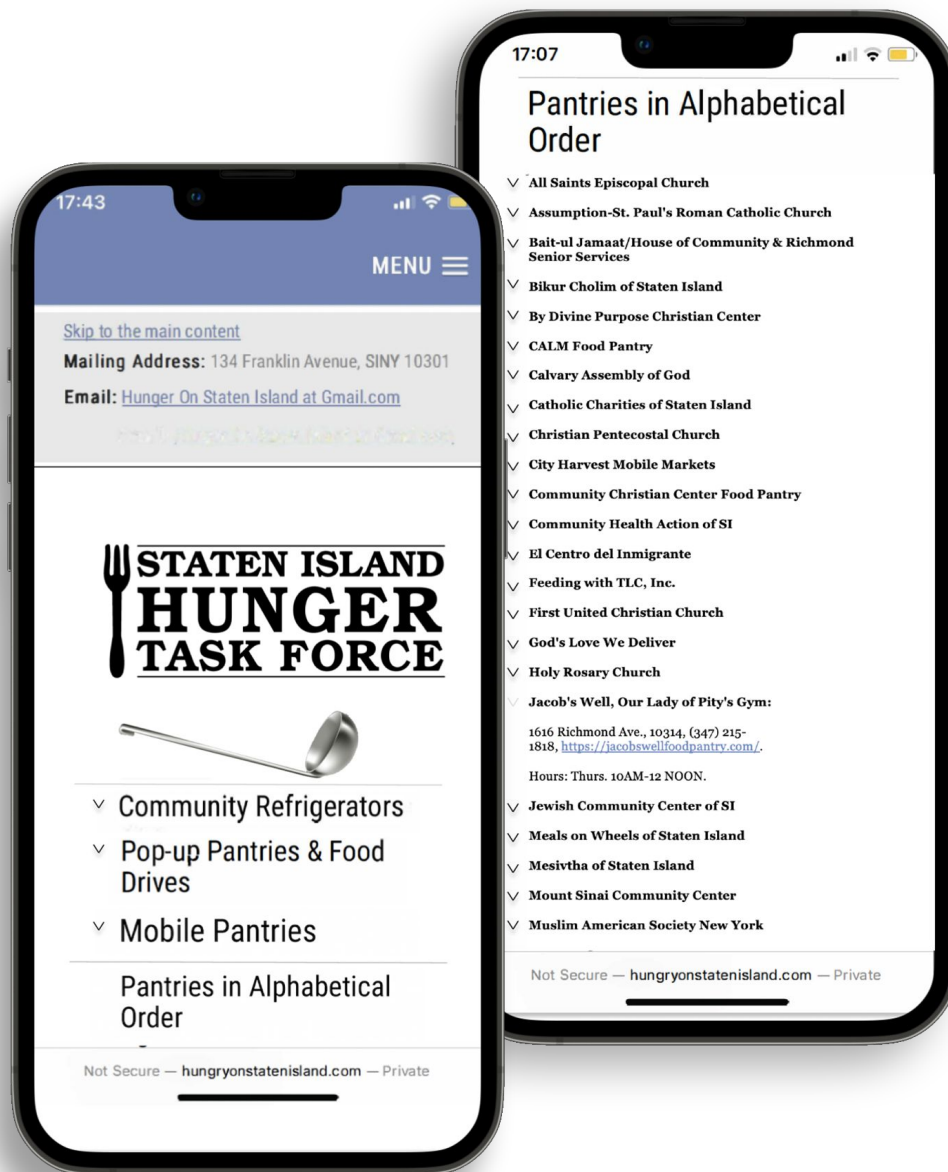 17:43
MENU
Skip to the main content
Mailing Address: 134 Franklin Avenue, SINY 10301
Email: Hunger On Staten Island at Gmail.com
STATEN ISLAND
HUNGER
TASK FORCE
Community Refrigerators
Pop-up Pantries & Food
Drives
Mobile Pantries
Pantries in Alphabetical
Order
Not Secure — hungryonstatenisland.com — Private
17:07
Pantries in Alphabetical
Order
All Saints Episcopal Church
Assumption-St. Paul's Roman Catholic Church
Bait-ul Jamaat/House of Community & Richmond
Senior Services
Bikur Cholim of Staten Island
By Divine Purpose Christian Center
CALM Food Pantry
Calvary Assembly of God
Catholic Charities of Staten Island
Christian Pentecostal Church
City Harvest Mobile Markets
Community Christian Center Food Pantry
Community Health Action of SI
El Centro del Inmigrante
Feeding with TLC, Inc.
First United Christian Church
God's Love We Deliver
Holy Rosary Church
Jacob's Well, Our Lady of Pity's Gym:
1616 Richmond Ave., 10314, (347) 215-
1818, https://jacobswellfoodpantry.com/.
Hours: Thurs. 10AM-12 NOON.
Jewish Community Center of SI
Meals on Wheels of Staten Island
Mesivtha of Staten Island
Mount Sinai Community Center
Muslim American Society New York
Not Secure — hungryonstatenisland.com — Private